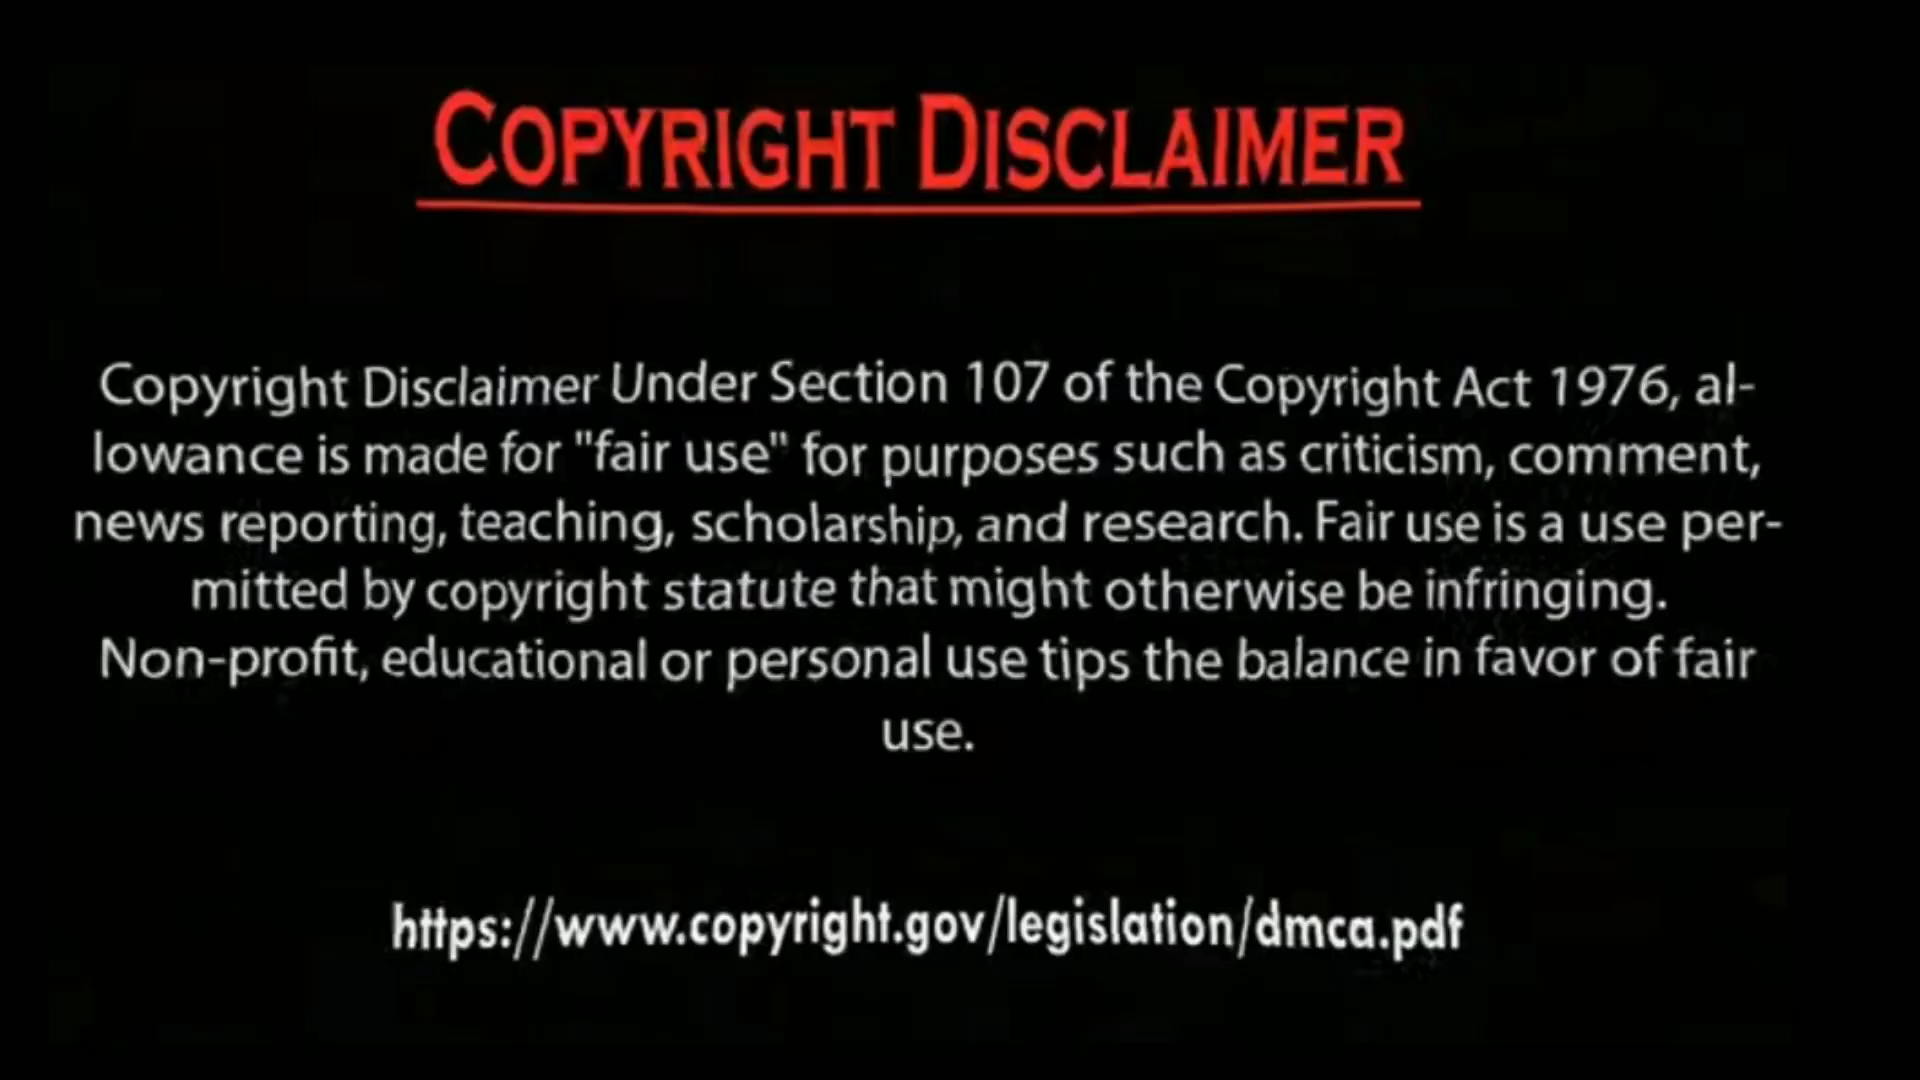 COPYRIGHT DISCLAIMER
Copyright Disclaimer Under Section 107 of the Copyright Act 1976, al-
lowance is made for "fair use" for purposes such as criticism, comment,
news reporting, teaching, scholarship, and research. Fair use is a use per-
mitted by copyright statute that might otherwise be infringing.
Non-profit, educational or personal use tips the balance in favor of fair
use.
https://www.copyright.gov/legislation/dmca.pdf